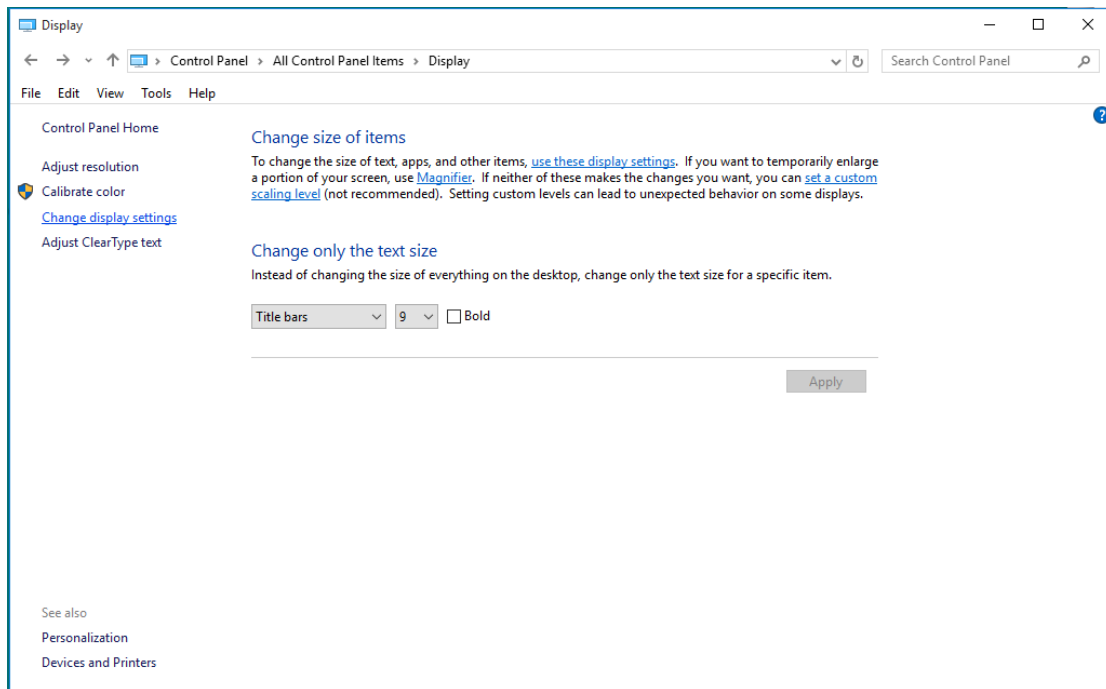 Display
Control Panel > All Control Panel Items > Display
Search Control Panel
File Edit View Tools Help
Control Panel Home
Adjust resolution
Calibrate color
Change display settings
Adjust ClearType text
Change size of items
To change the size of text, apps, and other items, use these display settings. If you want to temporarily enlarge
a portion of your screen, use Magnifier. If neither of these makes the changes you want, you can set a custom
scaling level (not recommended). Setting custom levels can lead to unexpected behavior on some displays.
Change only the text size
Instead of changing the size of everything on the desktop, change only the text size for a specific item.
Title bars 9 Bold
Apply
See also
Personalization
Devices and Printers